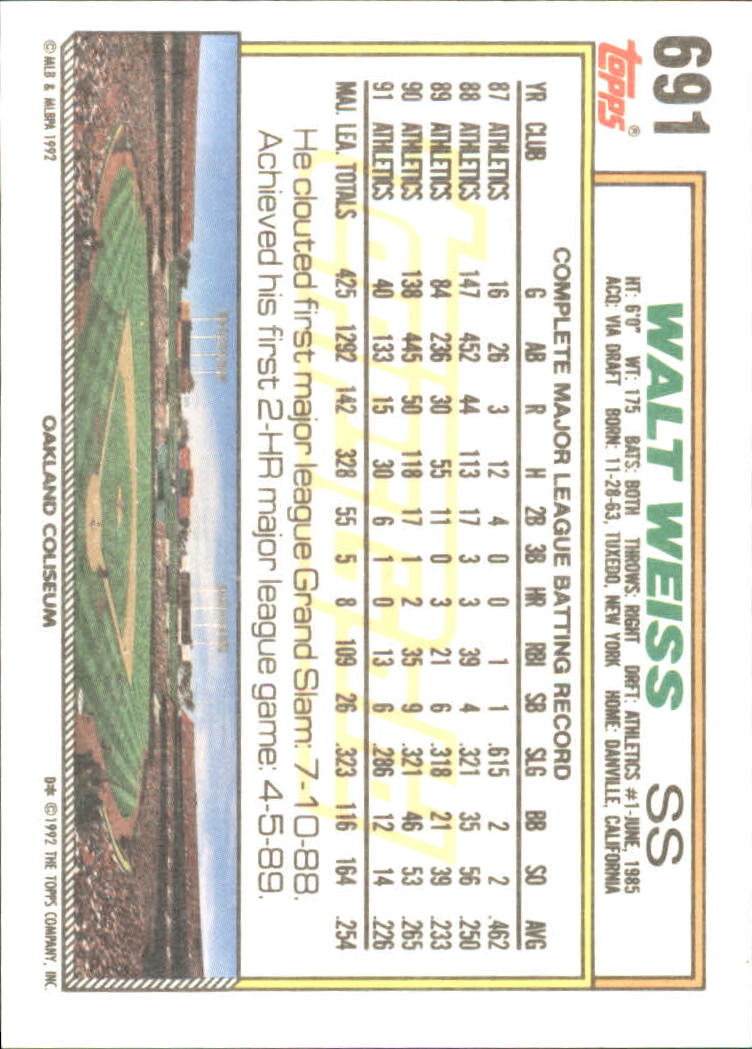 691
topps®
WALT WEISS SS
HT: 6'0" WT: 175 BATS: BOTH THROWS: RIGHT DRFT: ATHLETICS #1-JUNE, 1985
ACQ: VIA DRAFT BORN: 11-28-63, TUXEDO, NEW YORK HOME: DANVILLE, CALIFORNIA
COMPLETE MAJOR LEAGUE BATTING RECORD
YR CLUB G AB R H 2B 3B HR RBI SB SLG BB SO AVG
87 ATHLETICS 16 26 3 12 4 0 0 1 1 .615 2 2 .462
88 ATHLETICS 147 452 44 113 17 3 3 39 4 .321 35 56 .250
89 ATHLETICS 84 236 30 55 11 0 3 21 6 .318 21 39 .233
90 ATHLETICS 138 445 50 118 17 1 2 35 9 .321 46 53 .265
91 ATHLETICS 40 133 15 30 6 1 0 13 6 .286 12 14 .226
MAJ. LEA. TOTALS 425 1292 142 328 55 5 8 109 26 .323 116 164 .254
He clouted first major league Grand Slam: 7-10-88.
Achieved his first 2-HR major league game: 4-5-89.
© MLB & MLBPA 1992 OAKLAND COLISEUM D* © 1992 THE TOPPS COMPANY, INC.